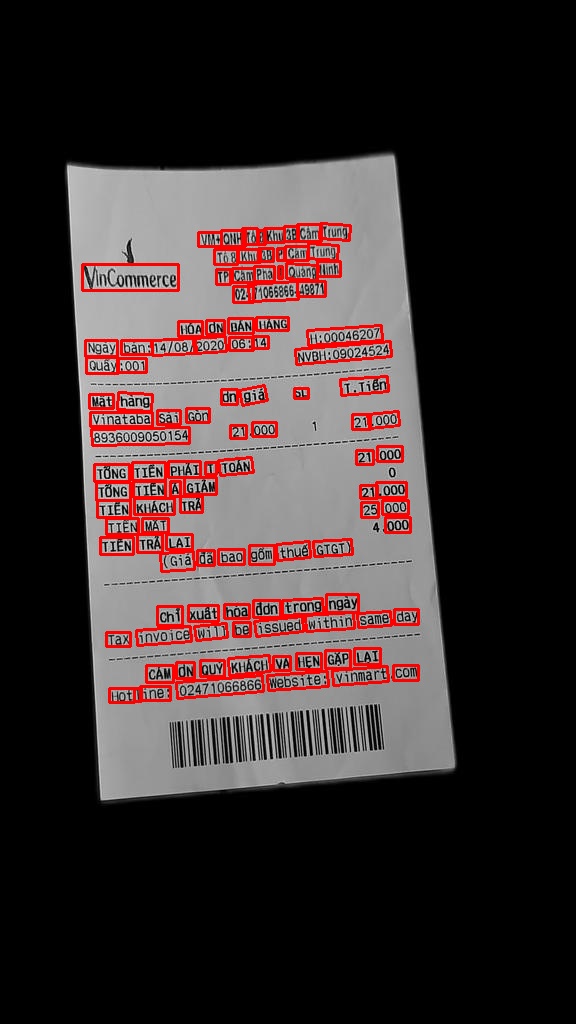 VinCommerce
VM+ QNH Tổ 8 Khu 3B Cẩm Trung
Tổ 8 Khu 3B P. Cẩm Trung
TP. Cẩm Phả, Quảng Ninh
02471066866-49871
HÓA ĐƠN BÁN HÀNG
Ngày bán:14/08/2020 06:14 H:00046207
Quầy:001 NVBH:09024524
Mặt hàng Đơn giá SL T.Tiền
Vinataba Sài Gòn
8936009050154 21.000 1 21.000
TỔNG TIỀN PHẢI T.TOÁN 21.000
TỔNG TIỀN ĐÃ GIẢM 0
TIỀN KHÁCH TRẢ 21.000
TIỀN MẶT 25.000
TIỀN TRẢ LẠI 4.000
(Giá đã bao gồm thuế GTGT)
Chỉ xuất hóa đơn trong ngày
Tax invoice will be issued within same day
CẢM ƠN QUÝ KHÁCH VÀ HẸN GẶP LẠI
Hotline: 02471066866 Website: Vinmart.com